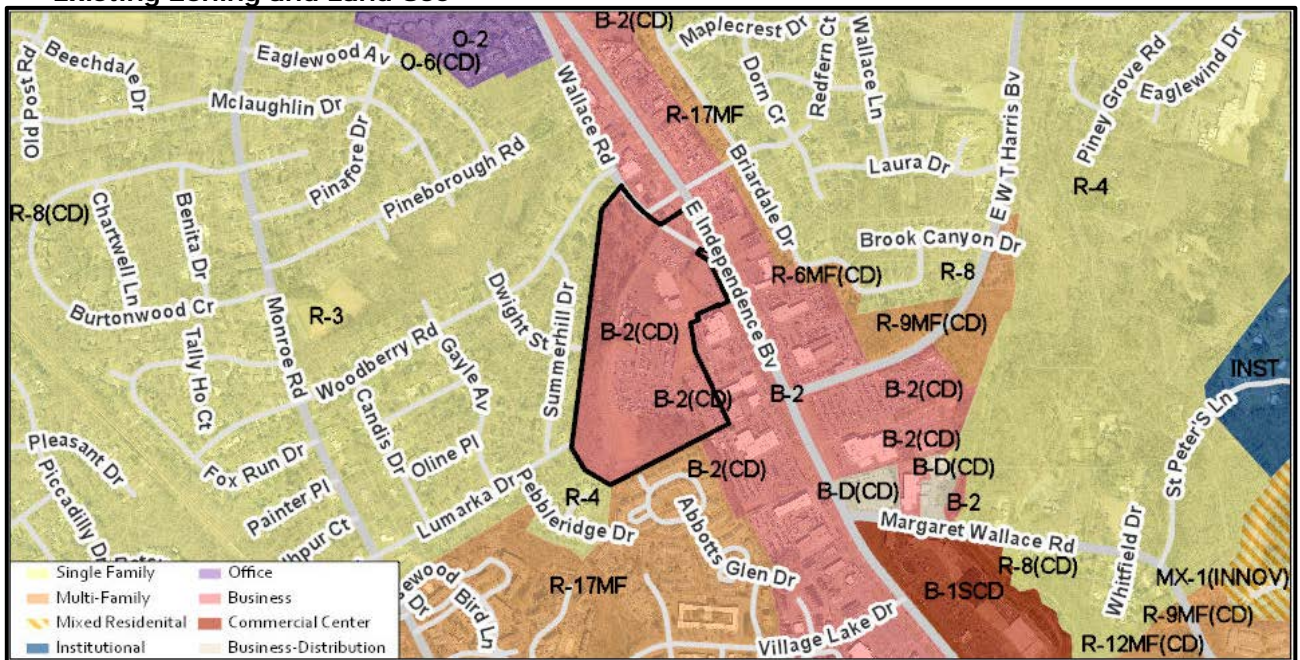 Existing Zoning and Land Use
Old Post Rd
Beechdale Dr
Eaglewood Av
Mclaughlin Dr
Pinafore Dr
Pineborough Rd
O-2
O-6(CD)
Wallace Rd
B-2(CD)
Maplecrest Dr
Dorn Cr
Redfern Ct
Wallace Ln
R-17MF
Briardale Dr
Laura Dr
E W T Harris Bv
Piney Grove Rd
Eaglewind Dr
R-4
R-8(CD)
Chartwell Ln
Benita Dr
Burtonwood Cr
Tally Ho Ct
Monroe Rd
R-3
Woodberry Rd
Gayle Av
Dwight St
Summerhill Dr
E Independence Bv
Brook Canyon Dr
R-6MF(CD)
R-8
R-9MF(CD)
B-2(CD)
B-2(CD)
B-2
B-2(CD)
B-2(CD)
INST
St Peter'S Ln
Pleasant Dr
Piccadilly Dr
Fox Run Dr
Painter Pl
Candis Dr
Oline Pl
Lumarka Dr
R-4
Pebbleridge Dr
B-2(CD)
Abbotts Glen Dr
B-D(CD)
B-D(CD)
B-2
Margaret Wallace Rd
Whitfield Dr
R-8(CD)
MX-1(INNOV)
R-9MF(CD)
R-12MF(CD)
B-1SCD
Village Lake Dr
R-17MF
Bird Ln
Single Family
Office
Multi-Family
Business
Mixed Residenital
Commercial Center
Institutional
Business-Distribution